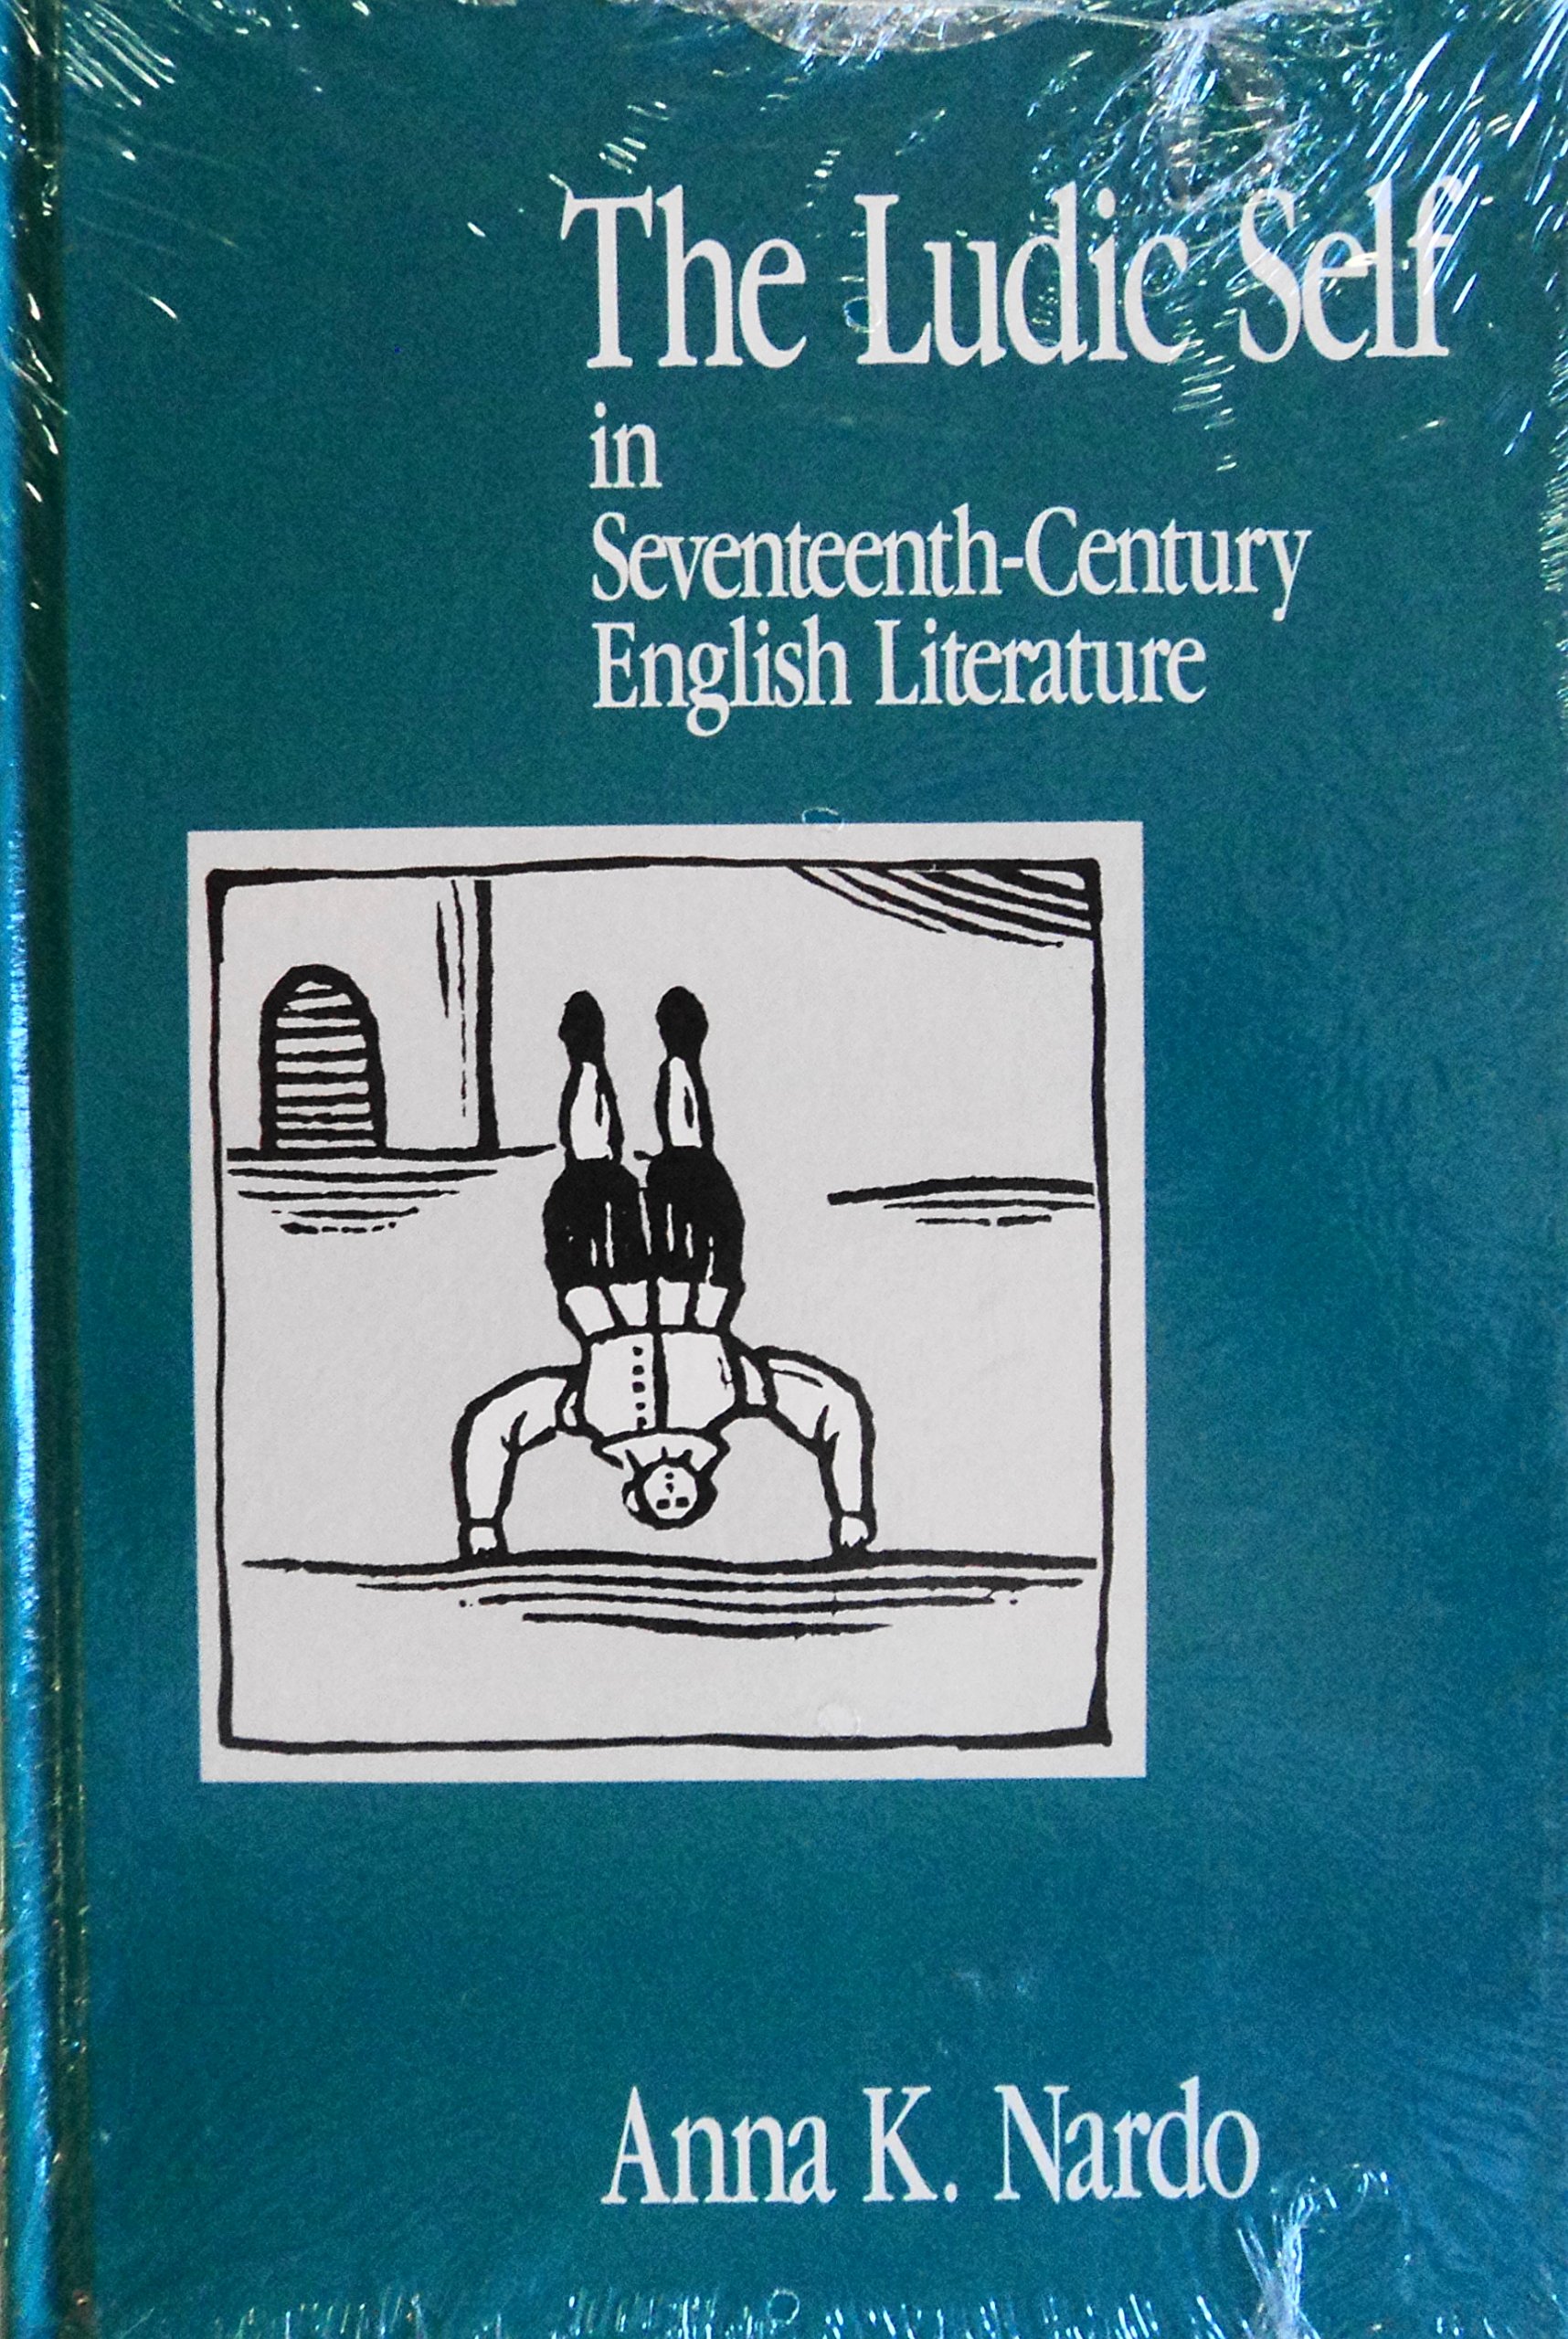 The Ludic Self
in
Seventeenth-Century
English Literature
Anna K. Nardo